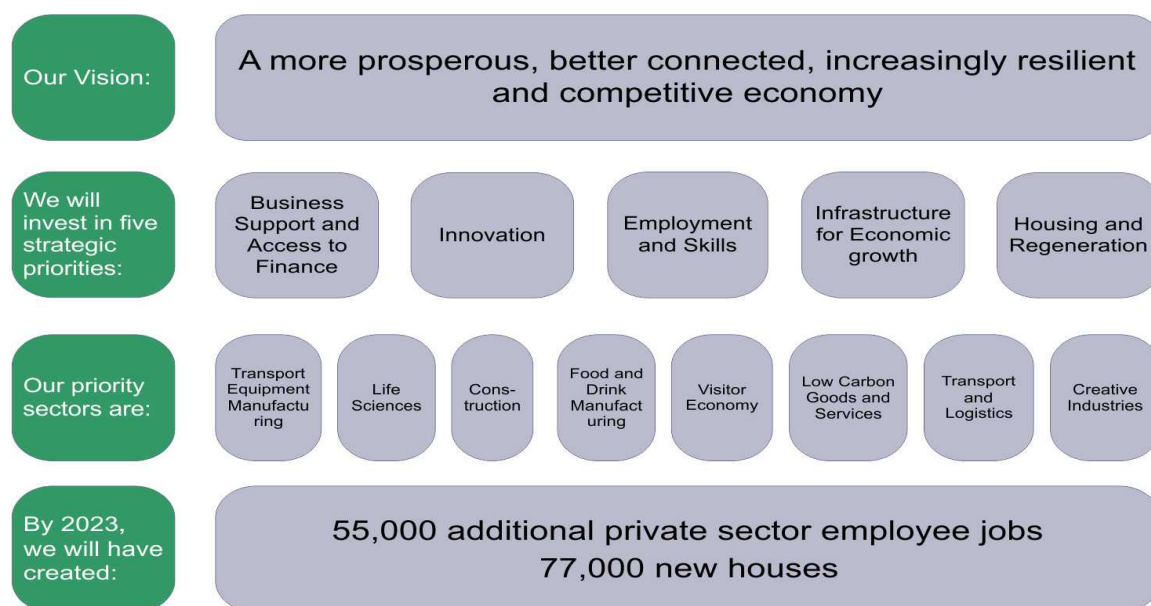 Our Vision:
A more prosperous, better connected, increasingly resilient
and competitive economy
We will
invest in five
strategic
priorities:
Business
Support and
Access to
Finance
Innovation
Employment
and Skills
Infrastructure
for Economic
growth
Housing and
Regeneration
Our priority
sectors are:
Transport
Equipment
Manufactu
ring
Life
Sciences
Cons-
truction
Food and
Drink
Manufact
uring
Visitor
Economy
Low Carbon
Goods and
Services
Transport
and
Logistics
Creative
Industries
By 2023,
we will have
created:
55,000 additional private sector employee jobs
77,000 new houses